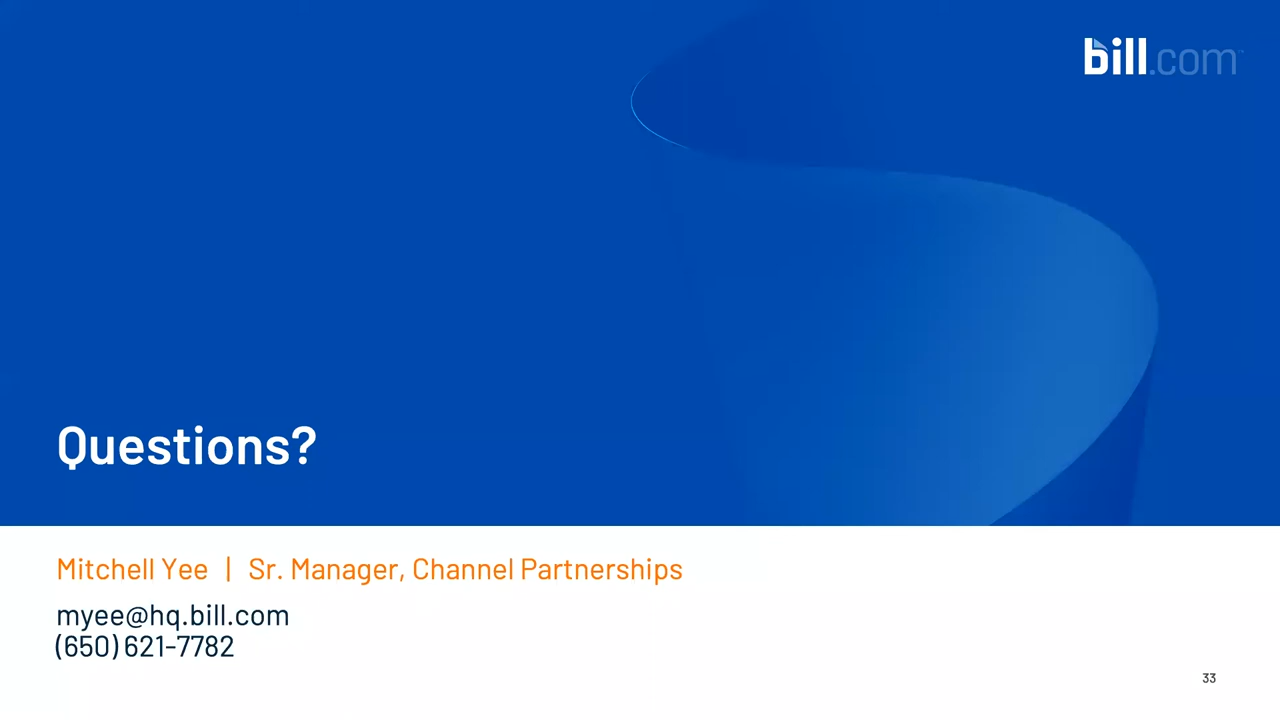 bill.com
Questions?
Mitchell Yee | Sr. Manager, Channel Partnerships
myee@hq.bill.com
(650) 621-7782
33